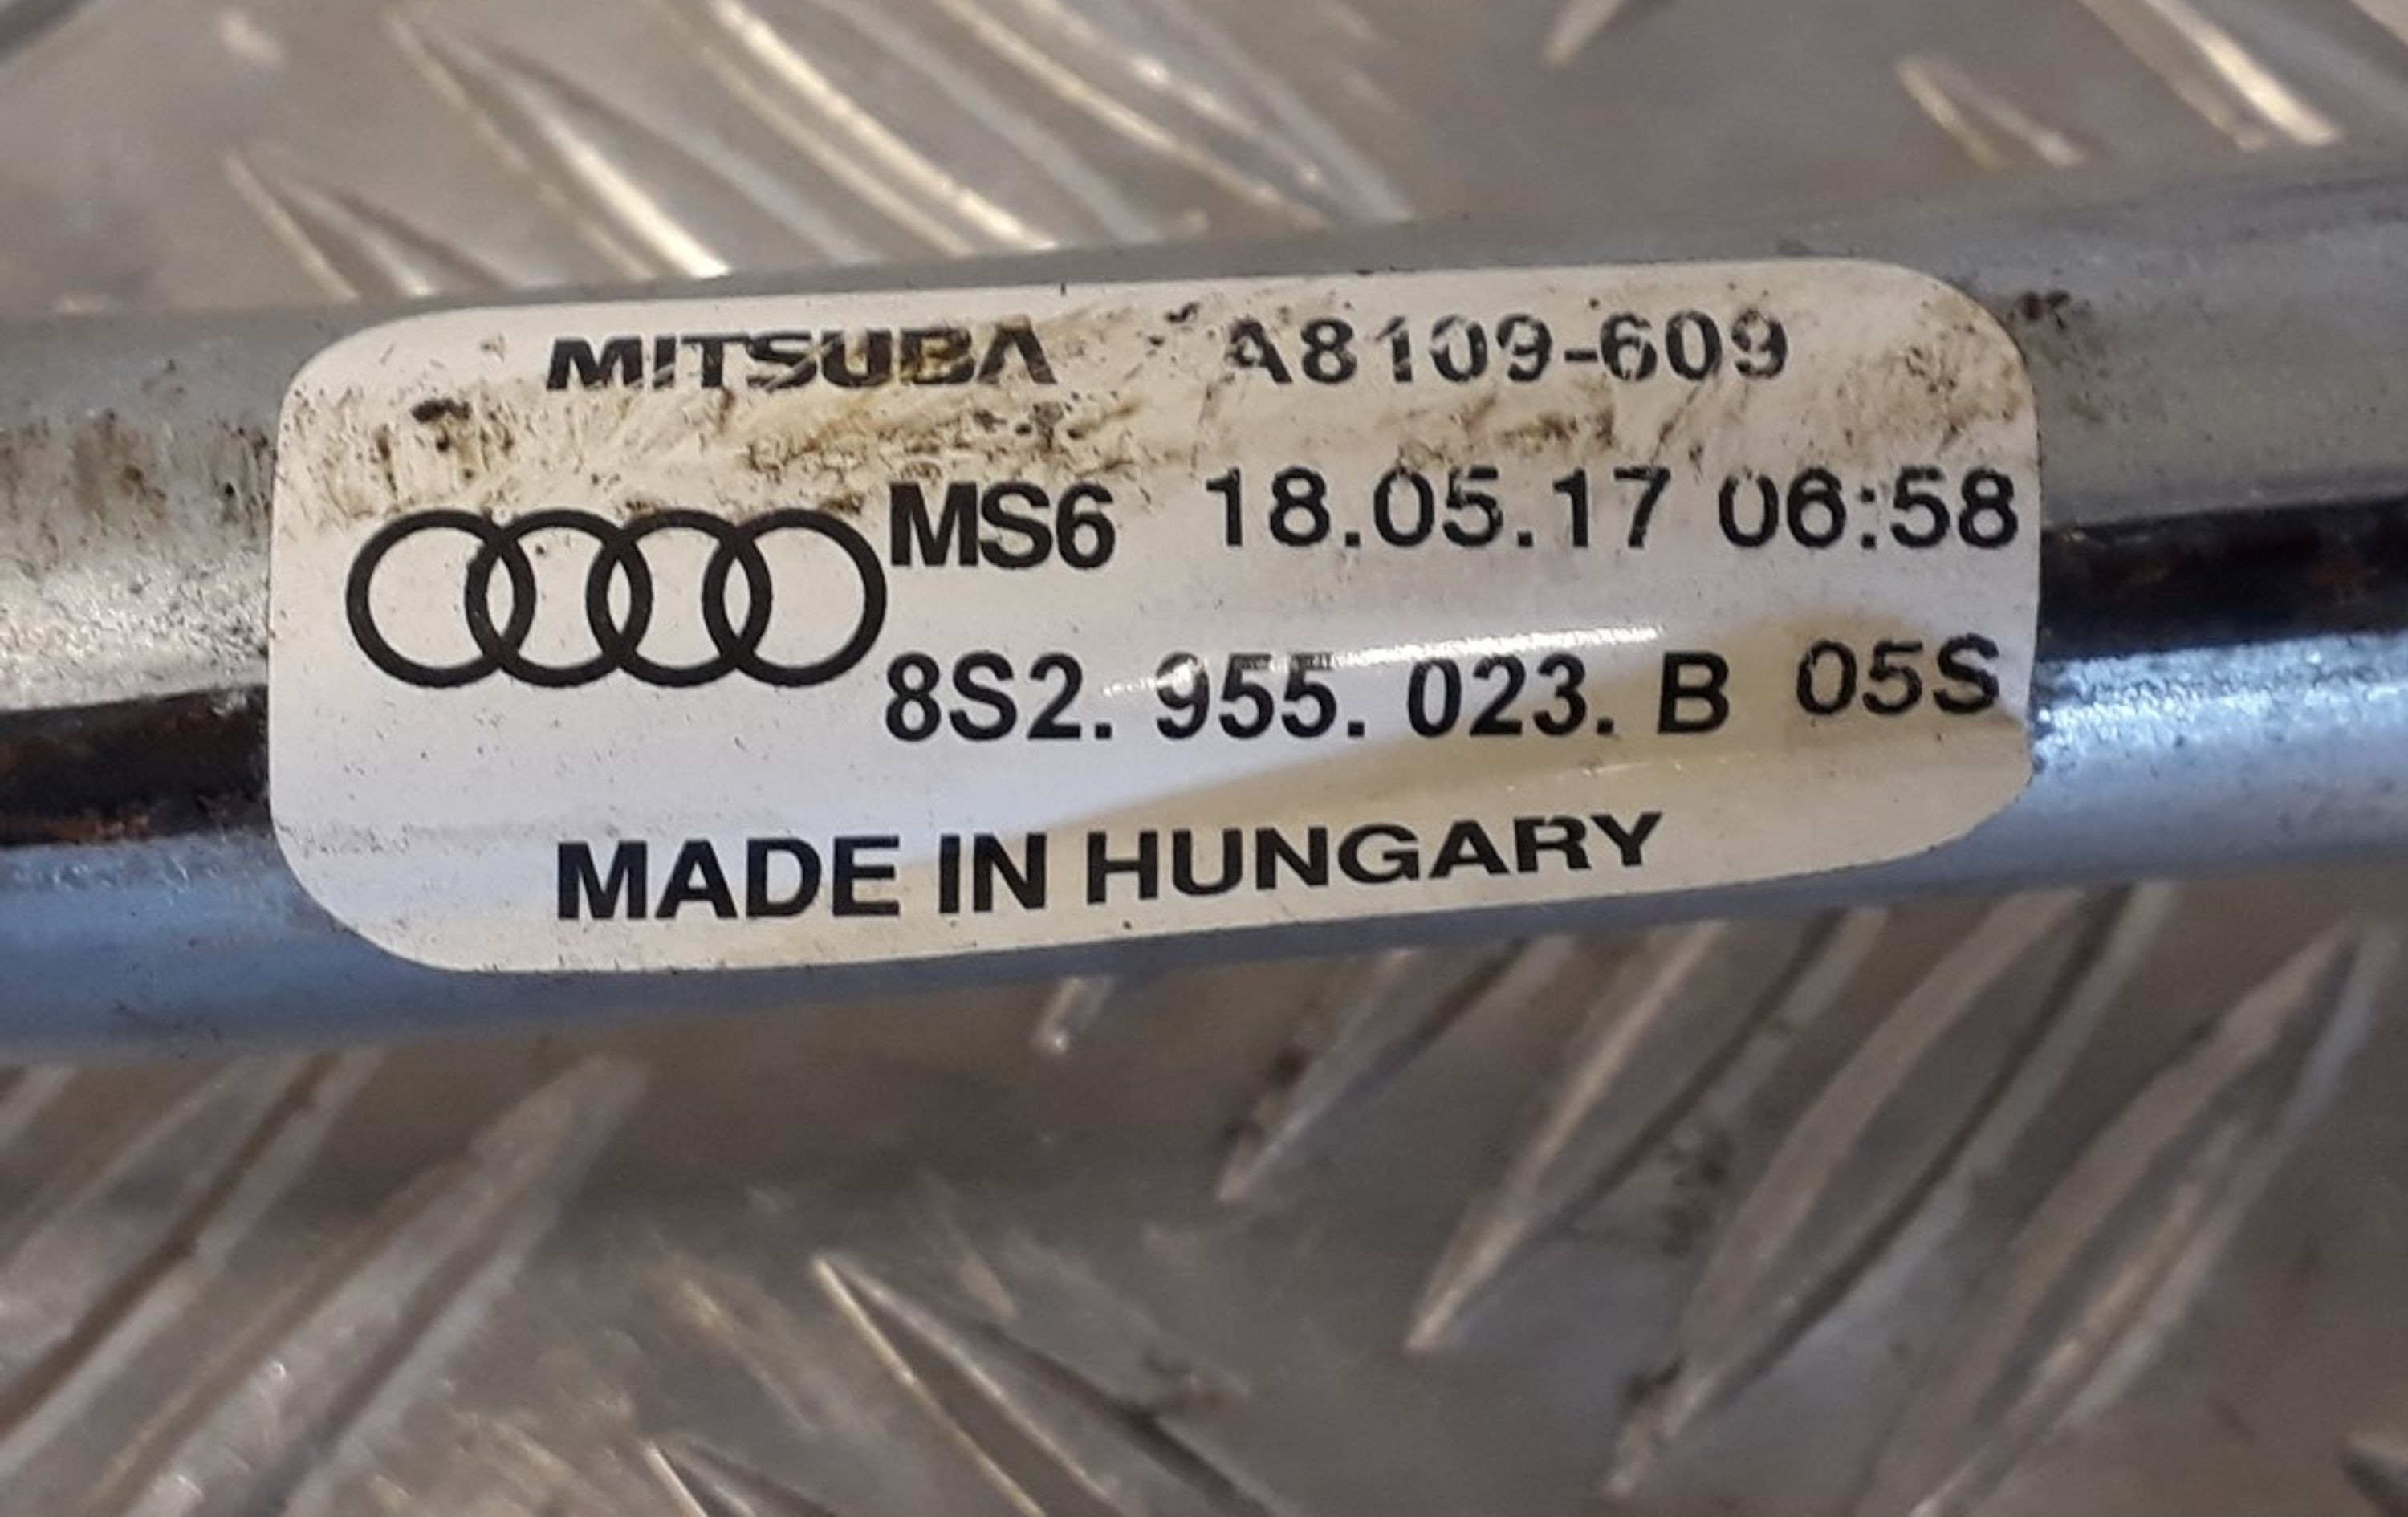 MITSUBA A8109-609
MS6 18.05.17 06:58
8S2. 955. 023. B 05S
MADE IN HUNGARY